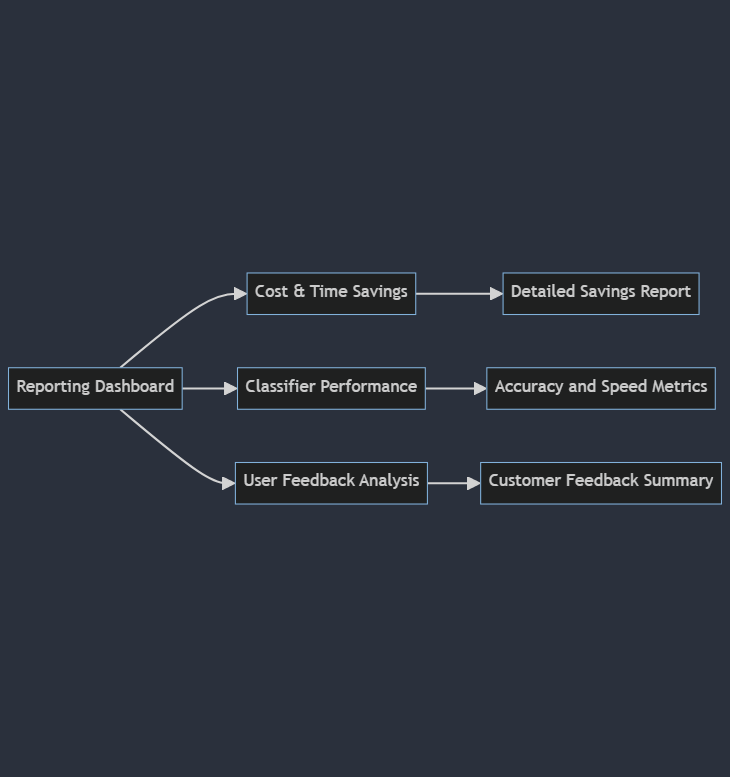 Cost & Time Savings
Detailed Savings Report
Reporting Dashboard
Classifier Performance
Accuracy and Speed Metrics
User Feedback Analysis
Customer Feedback Summary